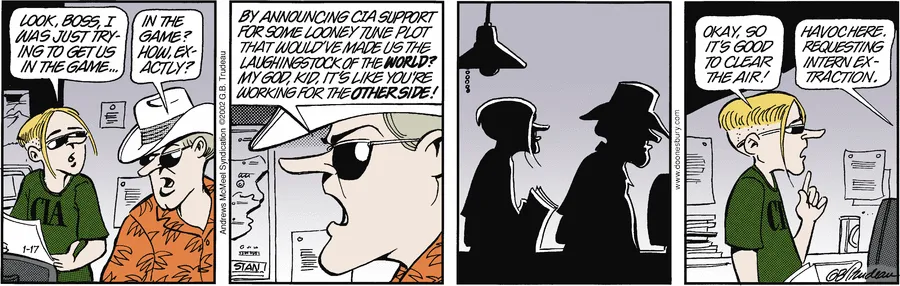 LOOK, BOSS, I
WAS JUST TRY-
ING TO GET US
IN THE GAME...
IN THE
GAME?
HOW, EX-
ACTLY?
CIA
1-17
Andrews McMeel Syndication ©2002 G.B. Trudeau
BY ANNOUNCING CIA SUPPORT
FOR SOME LOONEY TUNE PLOT
THAT WOULD'VE MADE US THE
LAUGHINGSTOCK OF THE WORLD?
MY GOD, KID, IT'S LIKE YOU'RE
WORKING FOR THE OTHER SIDE!
STAN
www.doonesbury.com
OKAY, SO
IT'S GOOD
TO CLEAR
THE AIR!
HAVOC HERE.
REQUESTING
INTERN EX-
TRACTION.
CIA
GBTrudeau